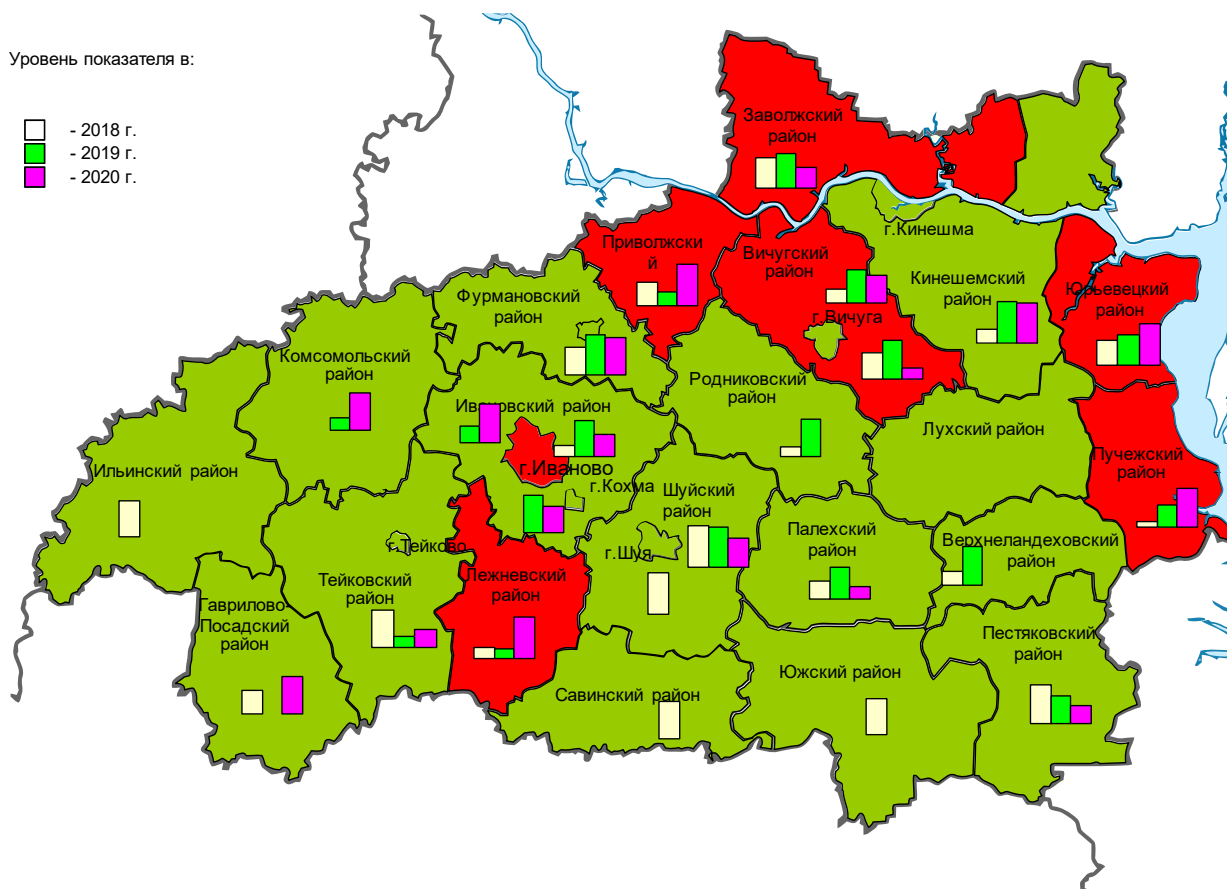 Уровень показателя в:
- 2018 г.
- 2019 г.
- 2020 г.
Заволжский
район
Приволжски
й
Вичугский
район
г.Кинешма
Кинешемский
район
Юрьевецкий
район
Фурмановский
район
г.Вичуга
Комсомольский
район
Родниковский
район
Ивановский район
Лухский район
Пучежский
район
Ильинский район
г.Иваново
г.Кохма
Шуйский
район
Палехский
район
Верхнеландеховский
район
г.Тейково
г.Шуя
Тейковский
район
Лежневский
район
Гаврилово-
Посадский
район
Пестяковский
район
Южский район
Савинский район